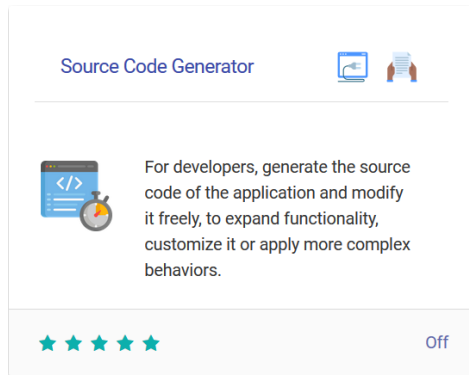 Source Code Generator
</>
For developers, generate the source
code of the application and modify
it freely, to expand functionality,
customize it or apply more complex
behaviors.
Off